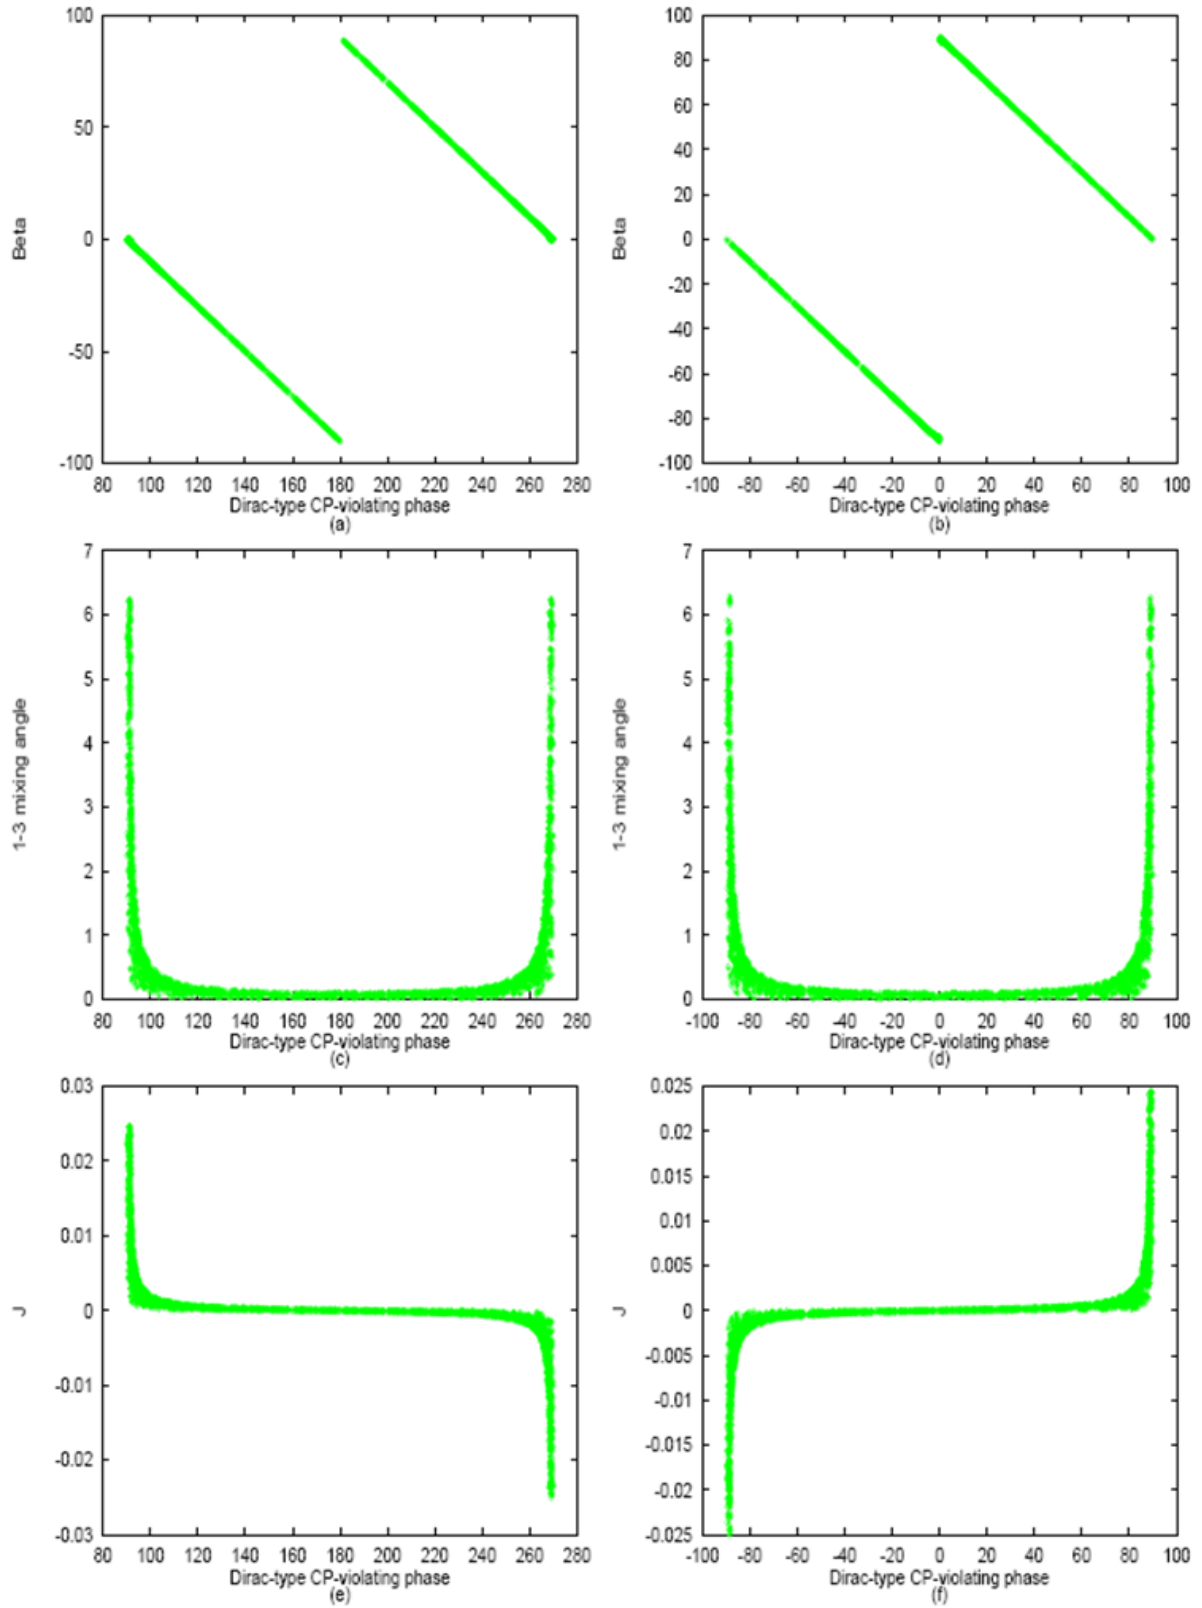 100
50
0
-50
-100
Beta
80 100 120 140 160 180 200 220 240 260 280
Dirac-type CP-violating phase
(a)
100
80
60
40
20
0
-20
-40
-60
-80
-100
Beta
-100 -80 -60 -40 -20 0 20 40 60 80 100
Dirac-type CP-violating phase
(b)
7
6
5
4
3
2
1
0
1-3 mixing angle
80 100 120 140 160 180 200 220 240 260 280
Dirac-type CP-violating phase
(c)
7
6
5
4
3
2
1
0
1-3 mixing angle
-100 -80 -60 -40 -20 0 20 40 60 80 100
Dirac-type CP-violating phase
(d)
0.03
0.02
0.01
0
-0.01
-0.02
-0.03
J
80 100 120 140 160 180 200 220 240 260 280
Dirac-type CP-violating phase
(e)
0.025
0.02
0.015
0.01
0.005
0
-0.005
-0.01
-0.015
-0.02
-0.025
J
-100 -80 -60 -40 -20 0 20 40 60 80 100
Dirac-type CP-violating phase
(f)